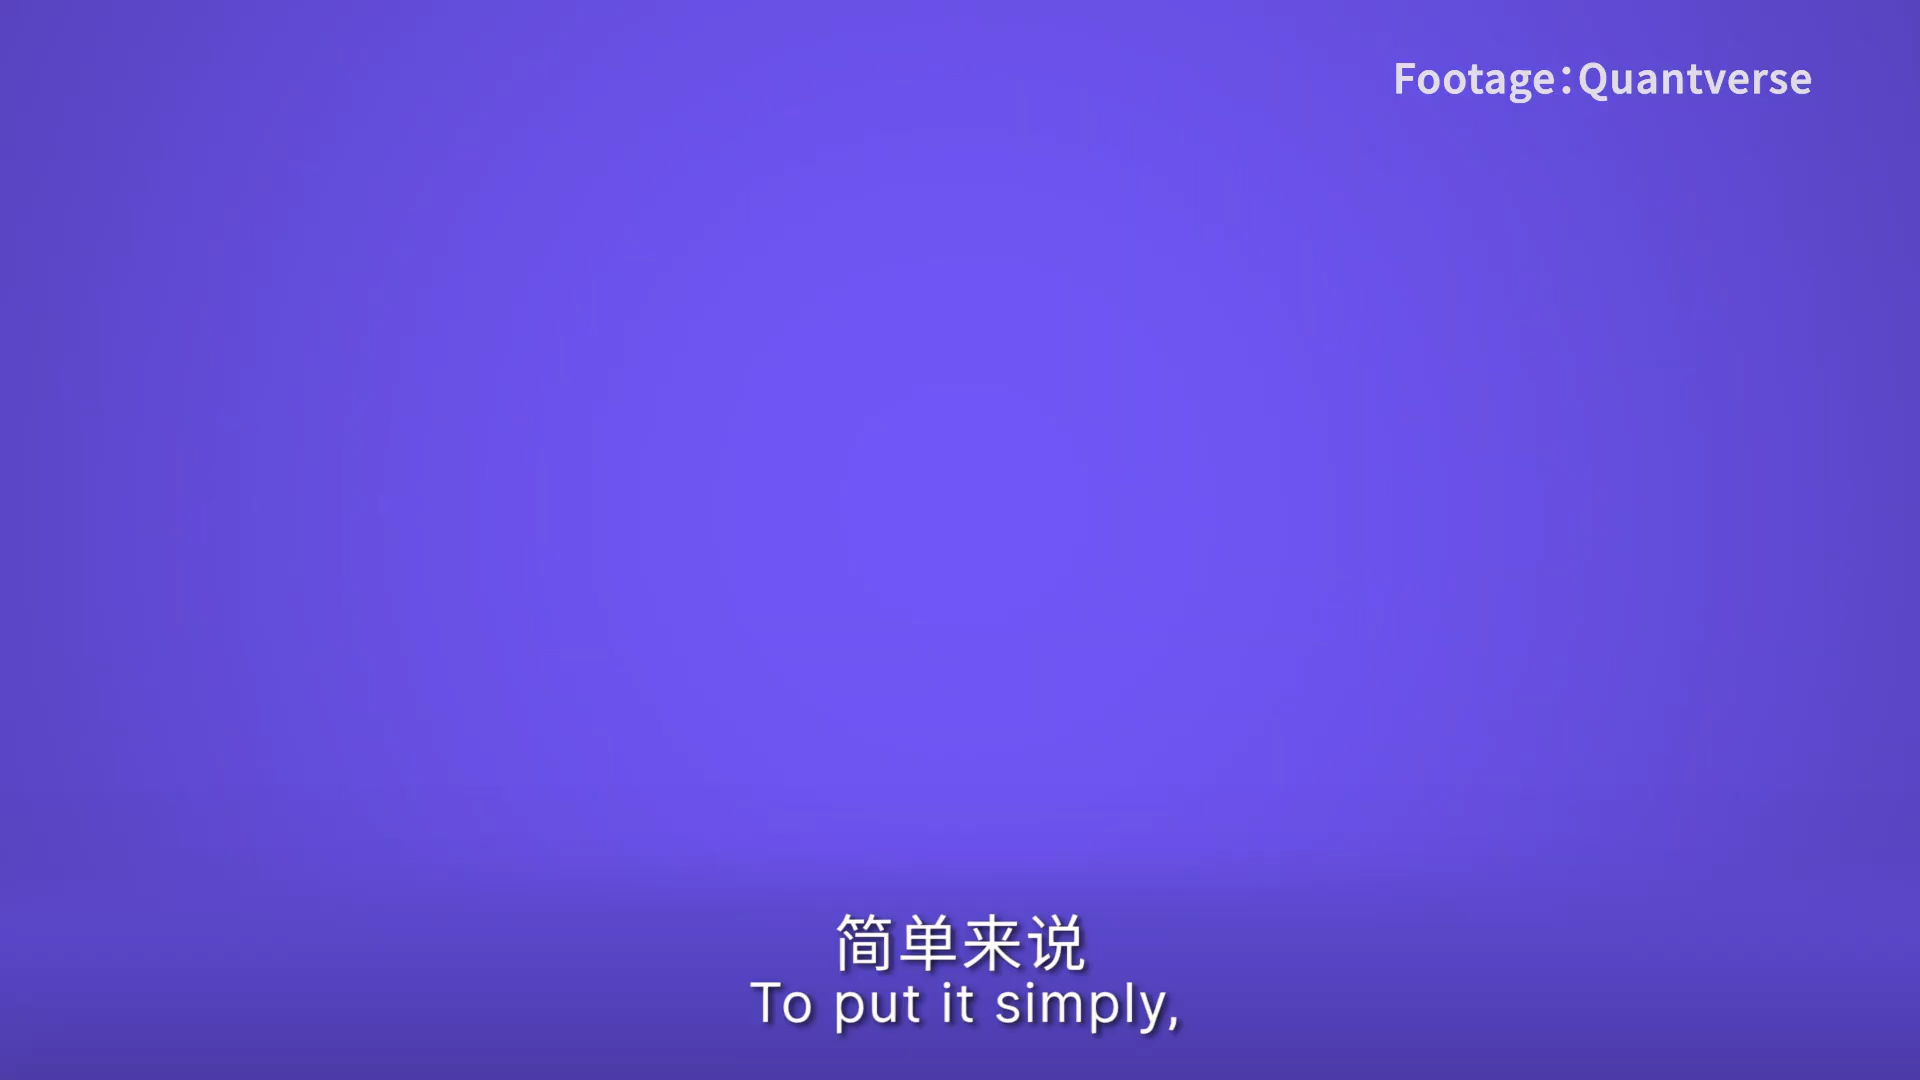 Footage:Quantverse
简单来说
To put it simply,